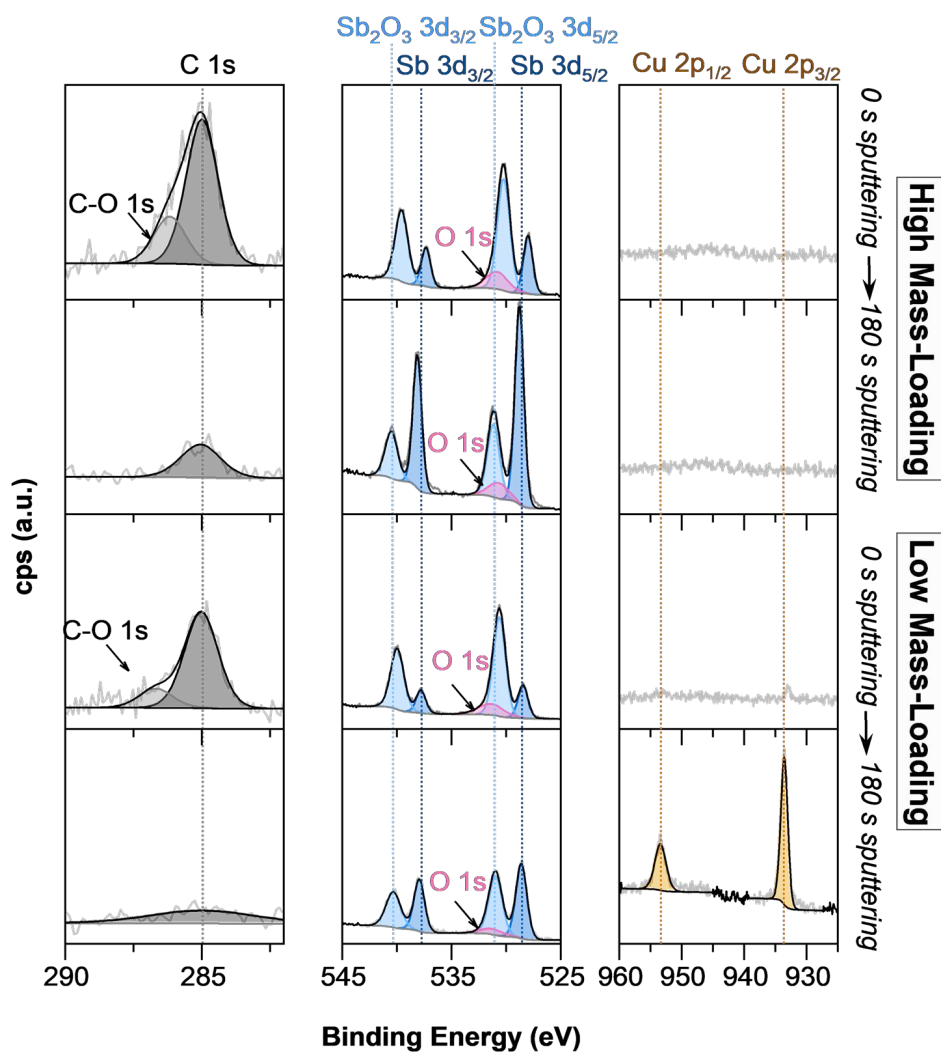 Sb₂O₃ 3d₃/₂ Sb₂O₃ 3d₅/₂
C 1s
Sb 3d₃/₂ Sb 3d₅/₂
Cu 2p₁/₂ Cu 2p₃/₂
C-O 1s
O 1s
O 1s
C-O 1s
O 1s
O 1s
0 s sputtering → 180 s sputtering
High Mass-Loading
0 s sputtering → 180 s sputtering
Low Mass-Loading
cps (a.u.)
290 285
545 535 525
960 950 940 930
Binding Energy (eV)